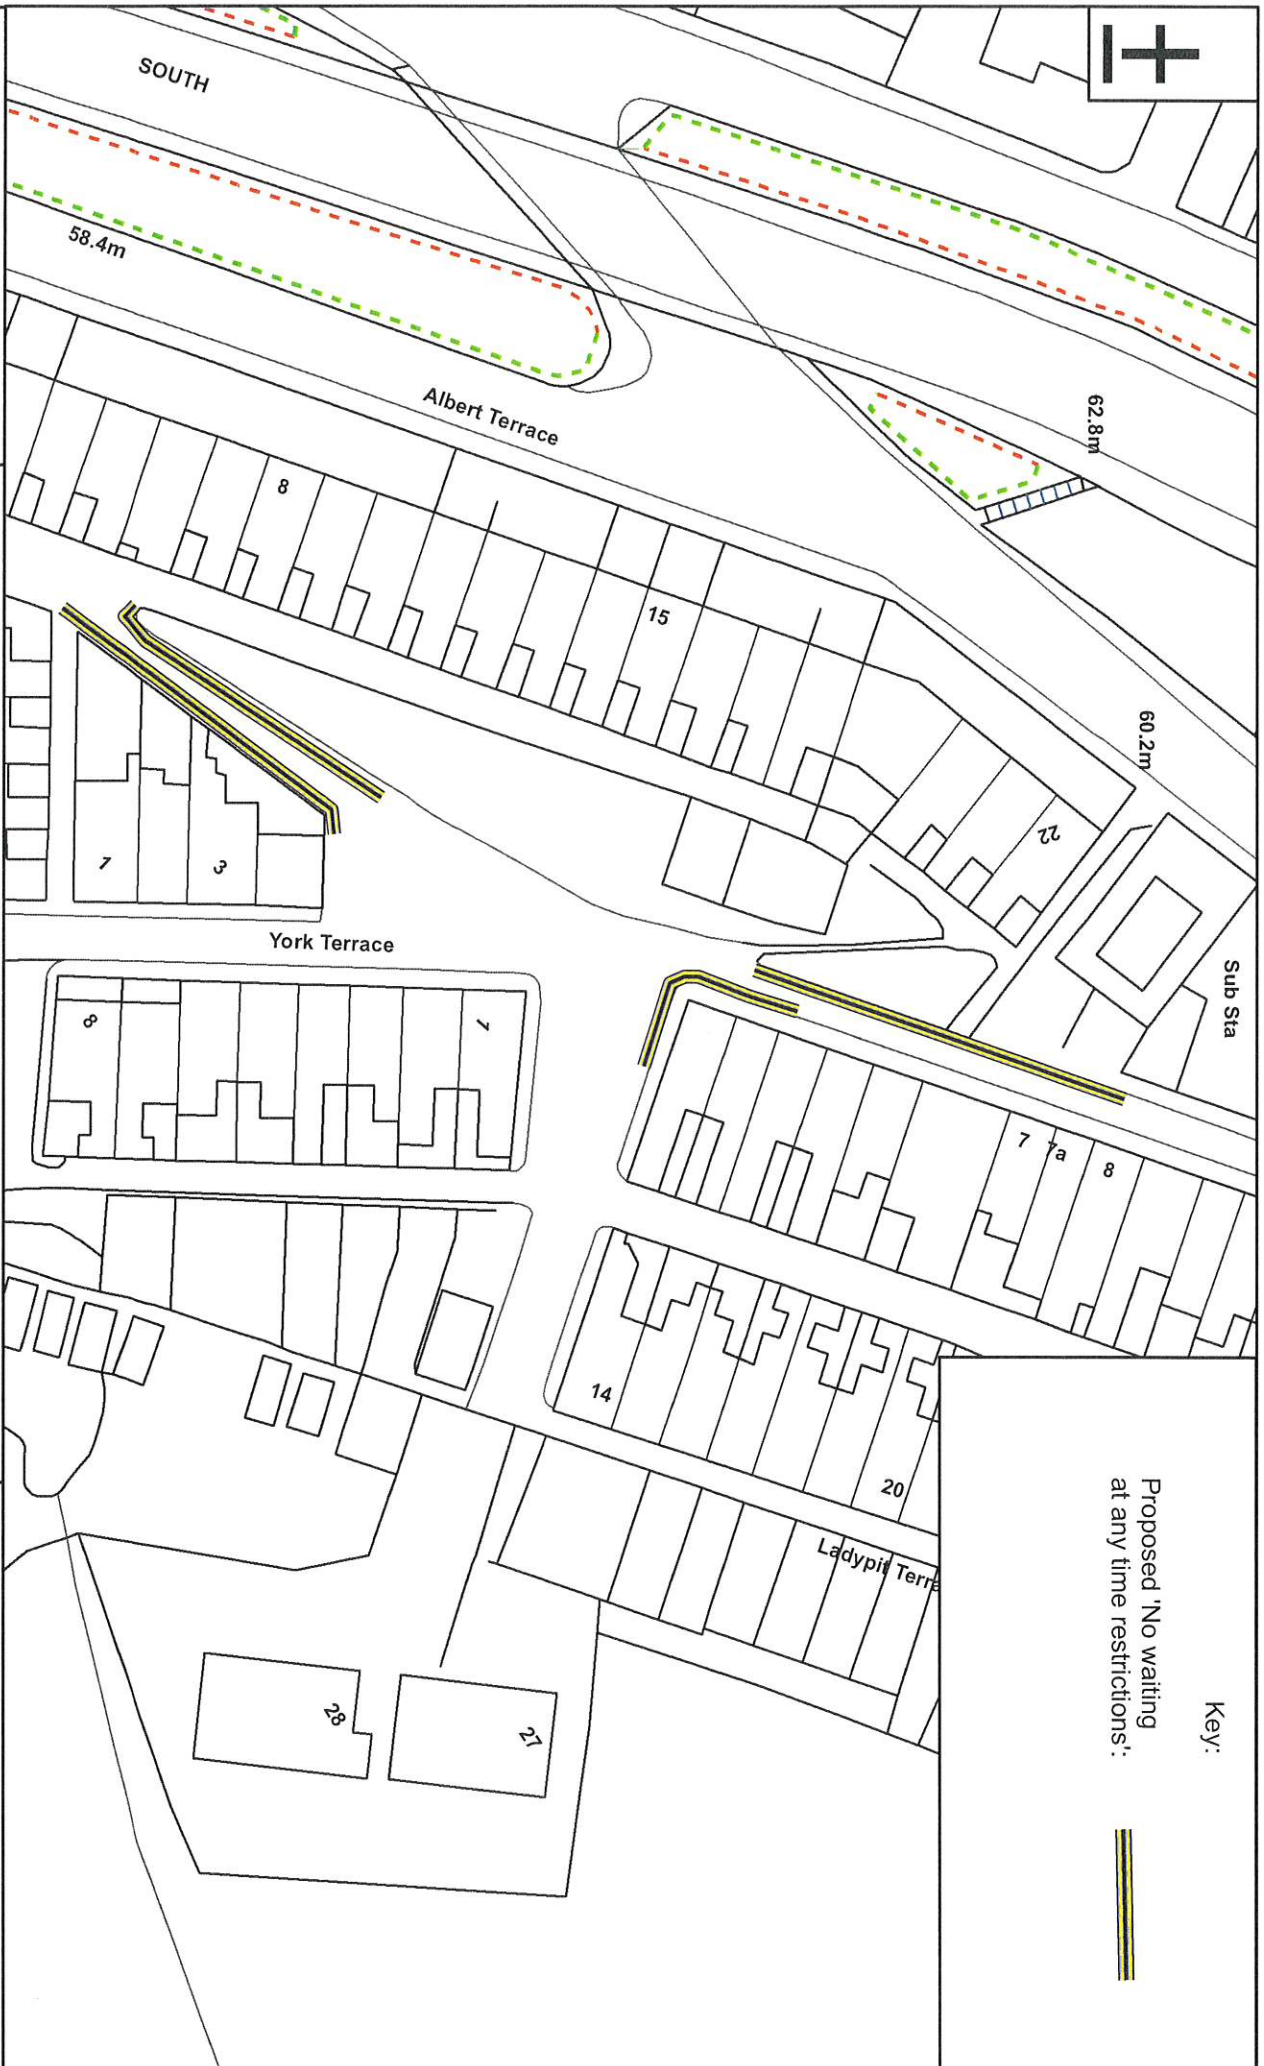 SOUTH
58.4m
Albert Terrace
62.8m
8
15
60.2m
22
Sub Sta
1
3
York Terrace
8
7
7
7a
8
14
20
Ladypit Terra
28
27
Key:
Proposed 'No waiting
at any time restrictions':